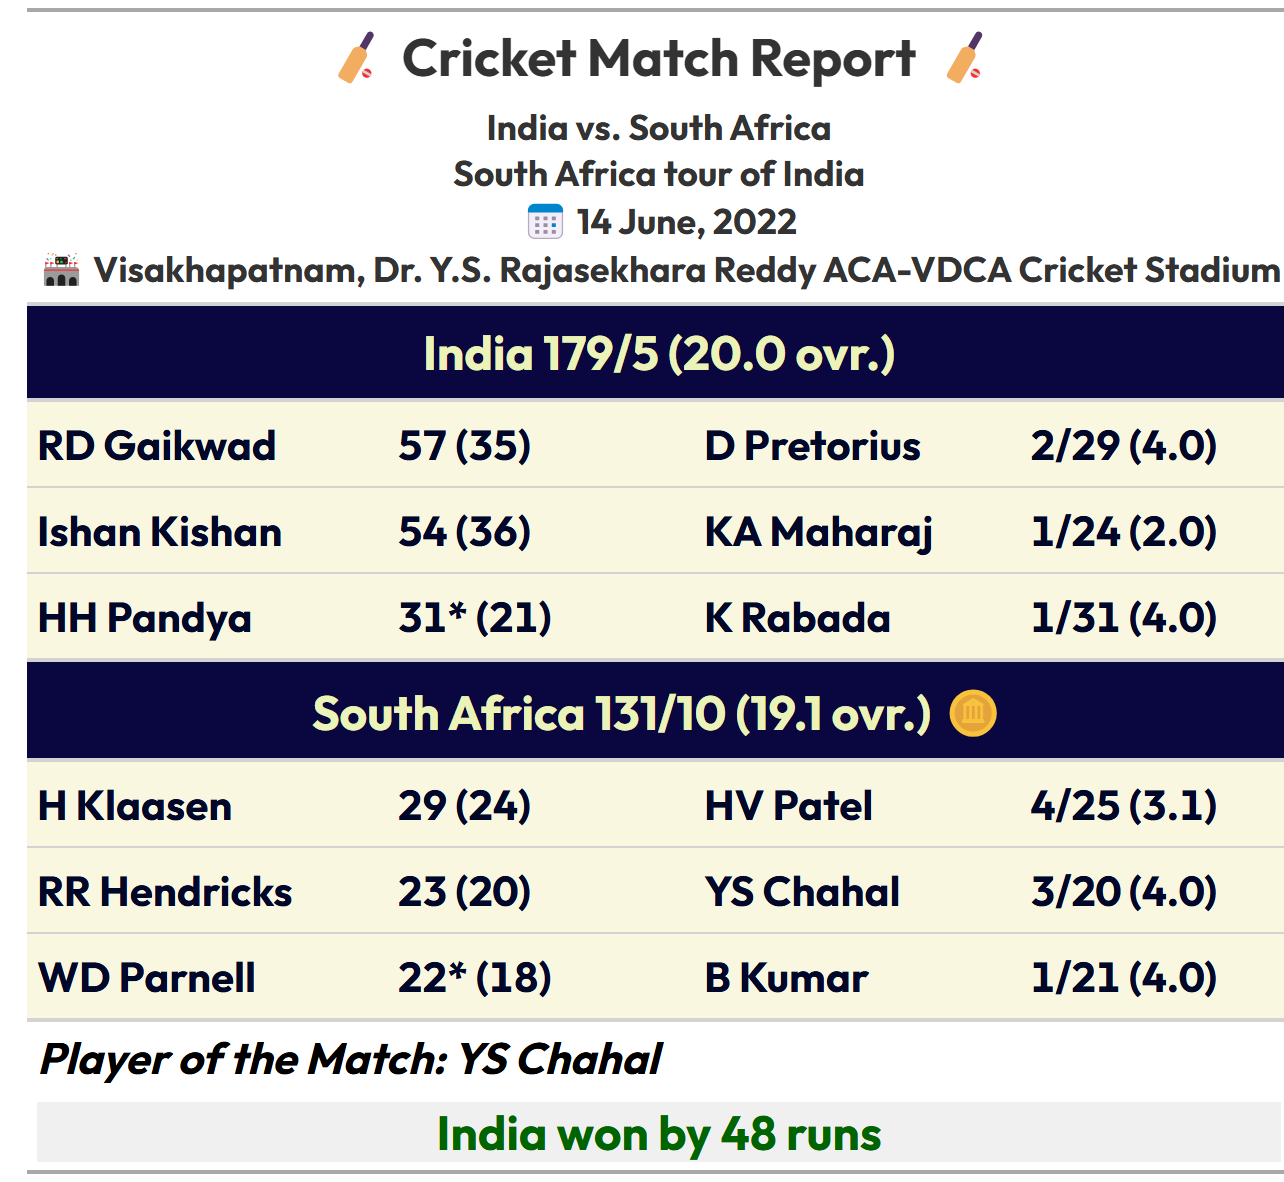 Cricket Match Report
India vs. South Africa
South Africa tour of India
14 June, 2022
Visakhapatnam, Dr. Y.S. Rajasekhara Reddy ACA-VDCA Cricket Stadium
India 179/5 (20.0 ovr.)
RD Gaikwad 57 (35) D Pretorius 2/29 (4.0)
Ishan Kishan 54 (36) KA Maharaj 1/24 (2.0)
HH Pandya 31* (21) K Rabada 1/31 (4.0)
South Africa 131/10 (19.1 ovr.)
H Klaasen 29 (24) HV Patel 4/25 (3.1)
RR Hendricks 23 (20) YS Chahal 3/20 (4.0)
WD Parnell 22* (18) B Kumar 1/21 (4.0)
Player of the Match: YS Chahal
India won by 48 runs